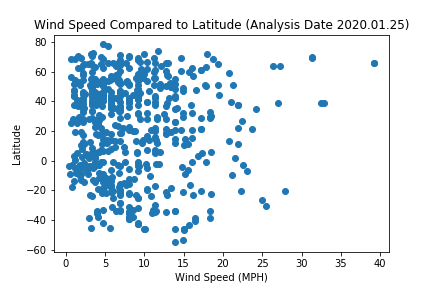 Wind Speed Compared to Latitude (Analysis Date 2020.01.25)
80
60
40
20
0
−20
−40
−60
Latitude
0 5 10 15 20 25 30 35 40
Wind Speed (MPH)